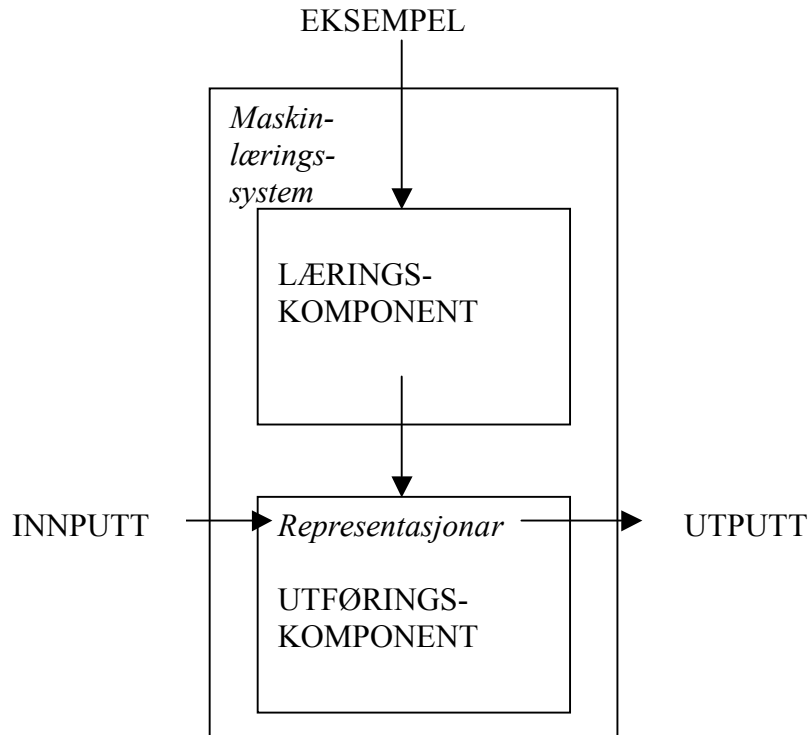 EKSEMPEL
Maskin-
lærings-
system
LÆRINGS-
KOMPONENT
INNPUTT
Representasjonar
UTPUTT
UTFØRINGS-
KOMPONENT